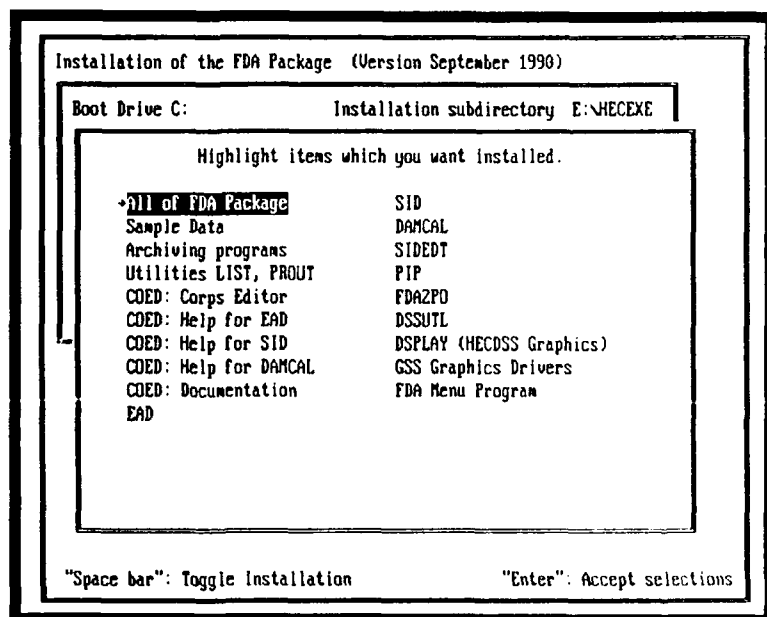 Installation of the FDA Package (Version September 1990)
Boot Drive C: Installation subdirectory E:\HECEXE
Highlight items which you want installed.
→All of FDA Package SID
Sample Data DAMCAL
Archiving programs SIDEDT
Utilities LIST, PROUT PIP
COED: Corps Editor FDA2PO
COED: Help for EAD DSSUTL
COED: Help for SID DSPLAY (HECDSS Graphics)
COED: Help for DAMCAL GSS Graphics Drivers
COED: Documentation FDA Menu Program
EAD
"Space bar": Toggle Installation "Enter": Accept selections